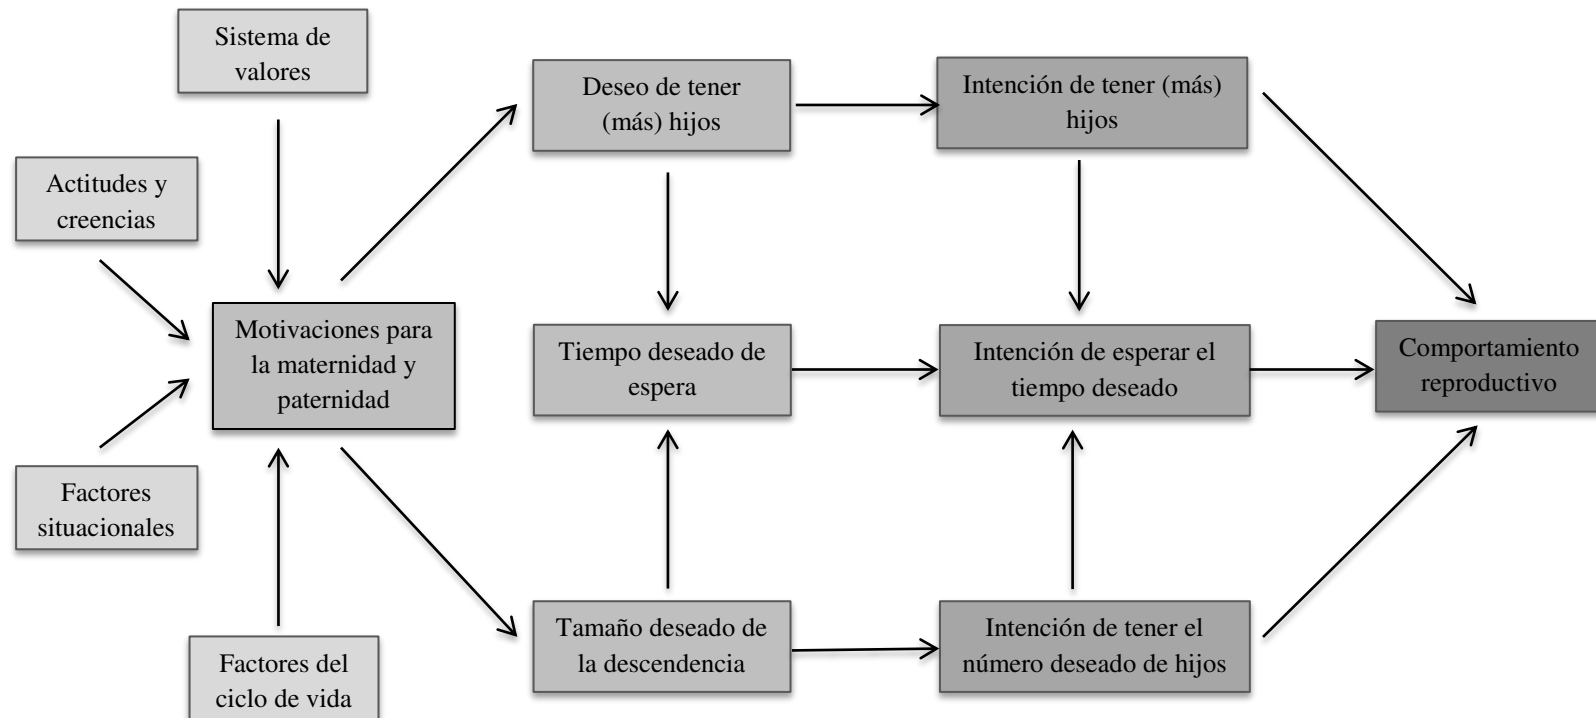 Sistema de
valores
Deseo de tener
(más) hijos
Intención de tener (más)
hijos
Actitudes y
creencias
Motivaciones para
la maternidad y
paternidad
Tiempo deseado de
espera
Intención de esperar el
tiempo deseado
Comportamiento
reproductivo
Factores
situacionales
Factores del
ciclo de vida
Tamaño deseado de
la descendencia
Intención de tener el
número deseado de hijos